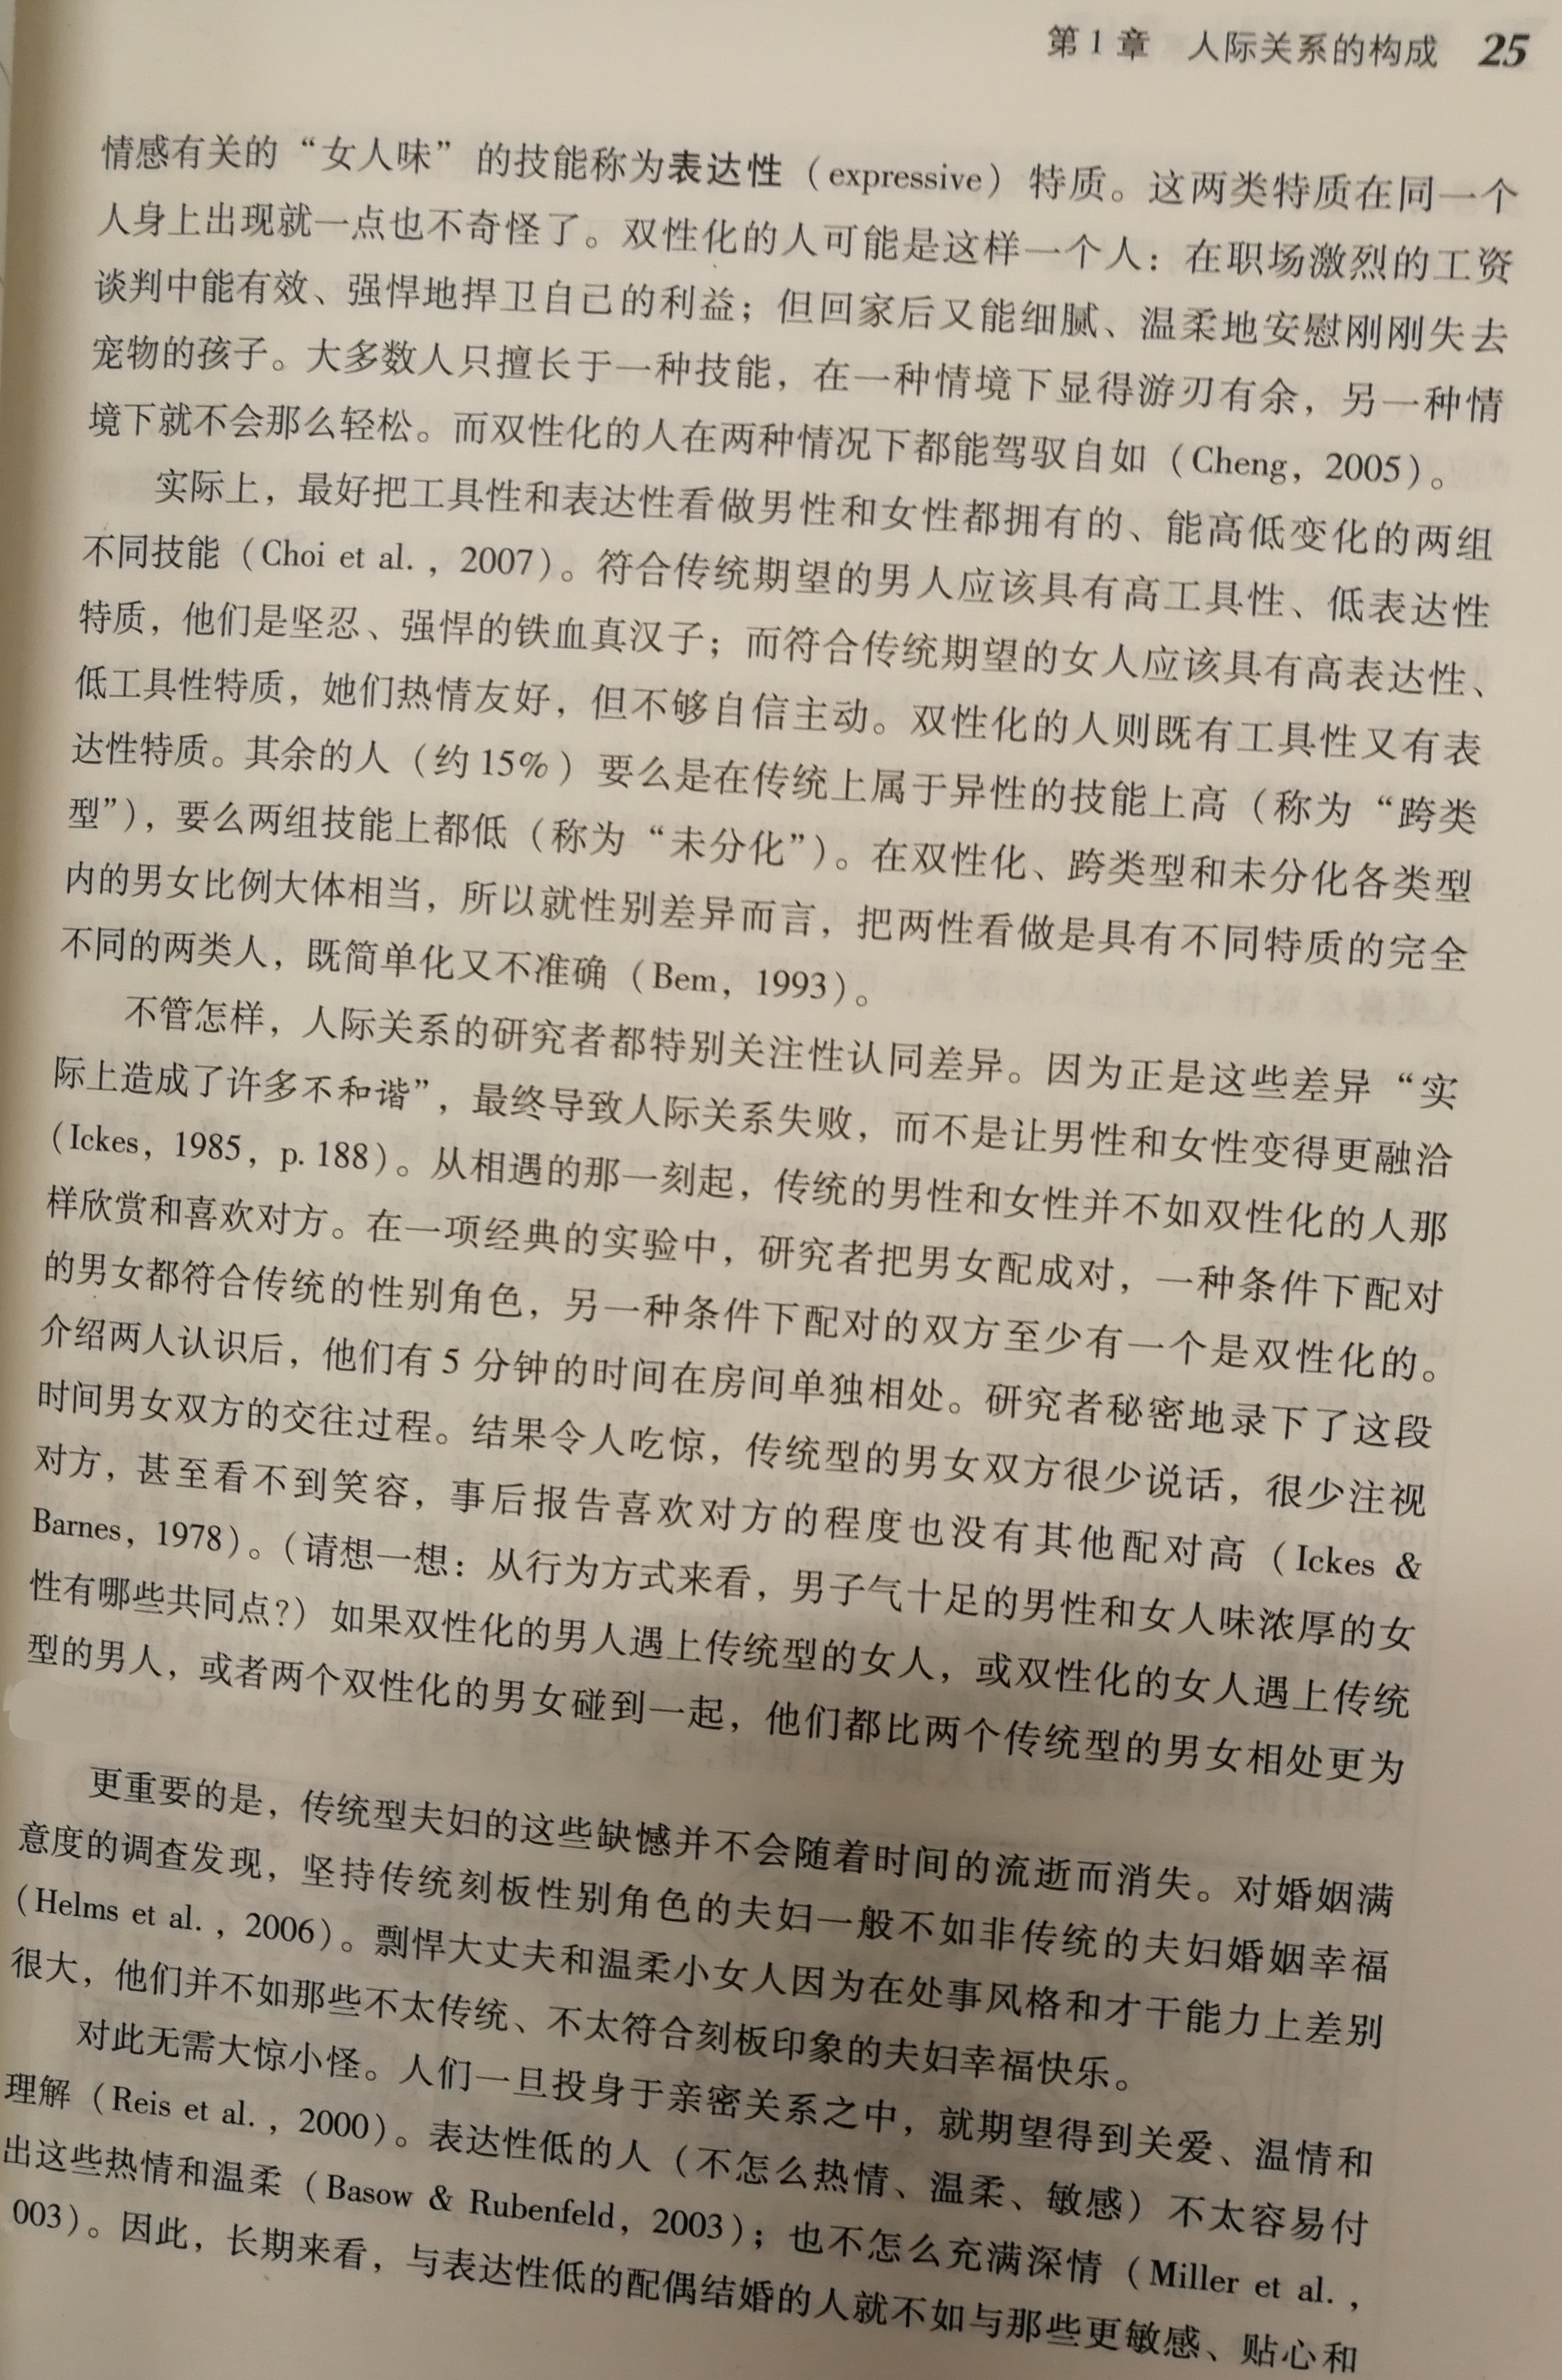 第1章 人际关系的构成 25
情感有关的“女人味”的技能称为表达性（expressive）特质。这两类特质在同一个
人身上出现就一点也不奇怪了。双性化的人可能是这样一个人：在职场激烈的工资
谈判中能有效、强悍地捍卫自己的利益；但回家后又能细腻、温柔地安慰刚刚失去
宠物的孩子。大多数人只擅长于一种技能，在一种情境下显得游刃有余，另一种情
境下就不会那么轻松。而双性化的人在两种情况下都能驾驭自如（Cheng，2005）。
实际上，最好把工具性和表达性看做男性和女性都拥有的、能高低变化的两组
不同技能（Choi et al.，2007）。符合传统期望的男人应该具有高工具性、低表达性
特质，他们是坚忍、强悍的铁血真汉子；而符合传统期望的女人应该具有高表达性、
低工具性特质，她们热情友好，但不够自信主动。双性化的人则既有工具性又有表
达性特质。其余的人（约15%）要么是在传统上属于异性的技能上高（称为“跨类
型”），要么两组技能上都低（称为“未分化”）。在双性化、跨类型和未分化各类型
内的男女比例大体相当，所以就性别差异而言，把两性看做是具有不同特质的完全
不同的两类人，既简单化又不准确（Bem，1993）。
不管怎样，人际关系的研究者都特别关注性认同差异。因为正是这些差异“实
际上造成了许多不和谐”，最终导致人际关系失败，而不是让男性和女性变得更融洽
（Ickes，1985，p.188）。从相遇的那一刻起，传统的男性和女性并不如双性化的人那
样欣赏和喜欢对方。在一项经典的实验中，研究者把男女配成对，一种条件下配对
的男女都符合传统的性别角色，另一种条件下配对的双方至少有一个是双性化的。
介绍两人认识后，他们有5分钟的时间在房间单独相处。研究者秘密地录下了这段
时间男女双方的交往过程。结果令人吃惊，传统型的男女双方很少说话，很少注视
对方，甚至看不到笑容，事后报告喜欢对方的程度也没有其他配对高（Ickes &
Barnes，1978）。（请想一想：从行为方式来看，男子气十足的男性和女人味浓厚的女
性有哪些共同点？）如果双性化的男人遇上传统型的女人，或双性化的女人遇上传统
型的男人，或者两个双性化的男女碰到一起，他们都比两个传统型的男女相处更为
更重要的是，传统型夫妇的这些缺憾并不会随着时间的流逝而消失。对婚姻满
意度的调查发现，坚持传统刻板性别角色的夫妇一般不如非传统的夫妇婚姻幸福
（Helms et al.，2006）。剽悍大丈夫和温柔小女人因为在处事风格和才干能力上差别
很大，他们并不如那些不太传统、不太符合刻板印象的夫妇幸福快乐。
对此无需大惊小怪。人们一旦投身于亲密关系之中，就期望得到关爱、温情和
理解（Reis et al.，2000）。表达性低的人（不怎么热情、温柔、敏感）不太容易付
出这些热情和温柔（Basow & Rubenfeld，2003）；也不怎么充满深情（Miller et al.，
003）。因此，长期来看，与表达性低的配偶结婚的人就不如与那些更敏感、贴心和